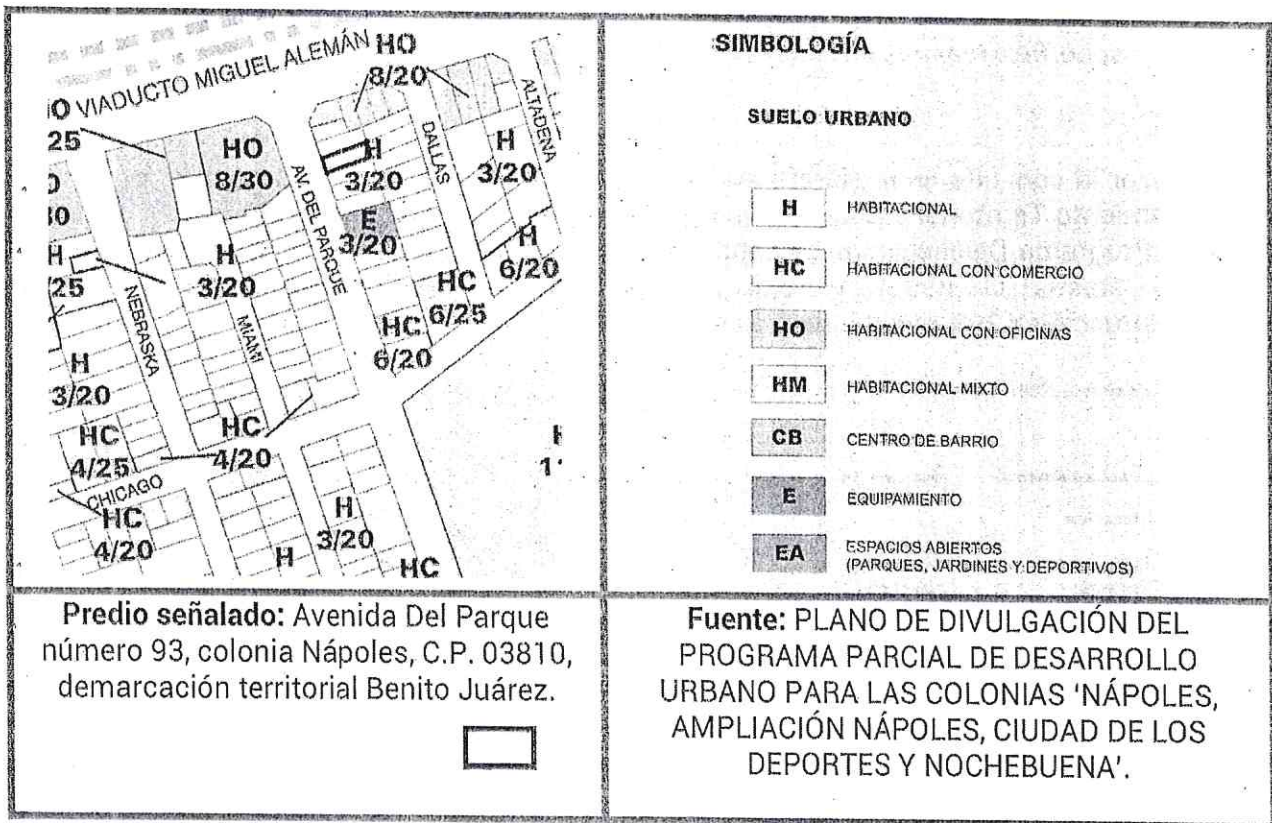 VIADUCTO MIGUEL ALEMÁN
HO
8/20
O
25
HO
8/30
AV. DEL PARQUE
H
3/20
DALLAS
ALTADENA
H
3/20
E
3/20
H
/25
H
3/20
H
6/20
HC
6/25
HC
6/20
NEBRASKA
MIAMI
H
3/20
HC
4/25
HC
4/20
CHICAGO
HC
4/20
H
3/20
H
HC
SIMBOLOGÍA
SUELO URBANO
H HABITACIONAL
HC HABITACIONAL CON COMERCIO
HO HABITACIONAL CON OFICINAS
HM HABITACIONAL MIXTO
CB CENTRO DE BARRIO
E EQUIPAMIENTO
EA ESPACIOS ABIERTOS
(PARQUES, JARDINES Y DEPORTIVOS)
Predio señalado: Avenida Del Parque
número 93, colonia Nápoles, C.P. 03810,
demarcación territorial Benito Juárez.
Fuente: PLANO DE DIVULGACIÓN DEL
PROGRAMA PARCIAL DE DESARROLLO
URBANO PARA LAS COLONIAS 'NÁPOLES,
AMPLIACIÓN NÁPOLES, CIUDAD DE LOS
DEPORTES Y NOCHEBUENA'.